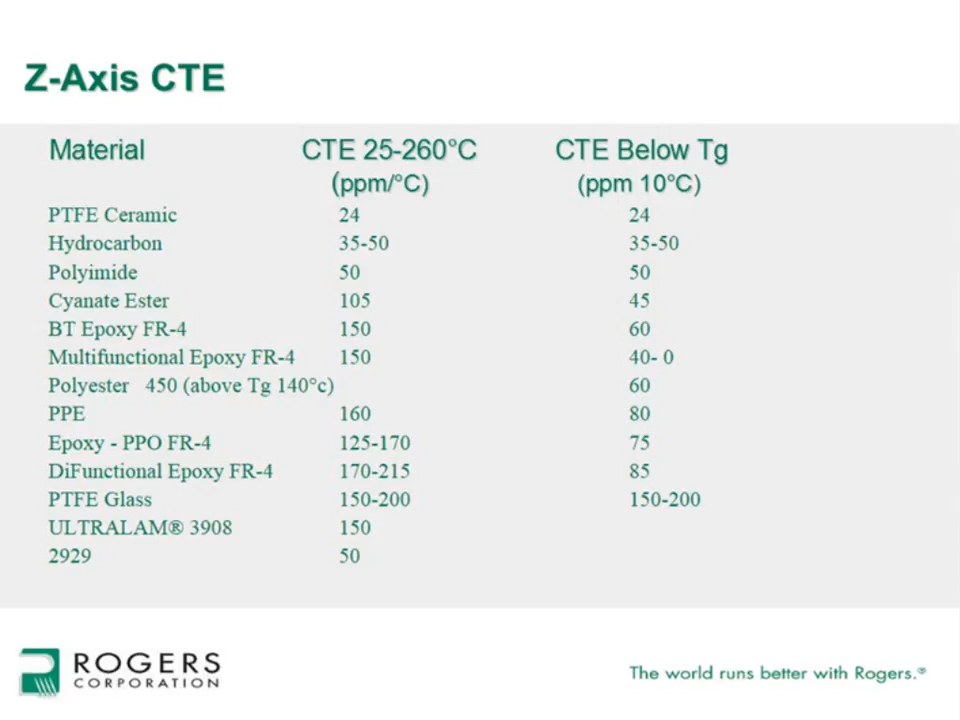 Z-Axis CTE
Material CTE 25-260°C CTE Below Tg
(ppm/°C) (ppm 10°C)
PTFE Ceramic 24 24
Hydrocarbon 35-50 35-50
Polyimide 50 50
Cyanate Ester 105 45
BT Epoxy FR-4 150 60
Multifunctional Epoxy FR-4 150 40- 0
Polyester 450 (above Tg 140°c) 60
PPE 160 80
Epoxy - PPO FR-4 125-170 75
DiFunctional Epoxy FR-4 170-215 85
PTFE Glass 150-200 150-200
ULTRALAM® 3908 150
2929 50
ROGERS
CORPORATION
The world runs better with Rogers.®